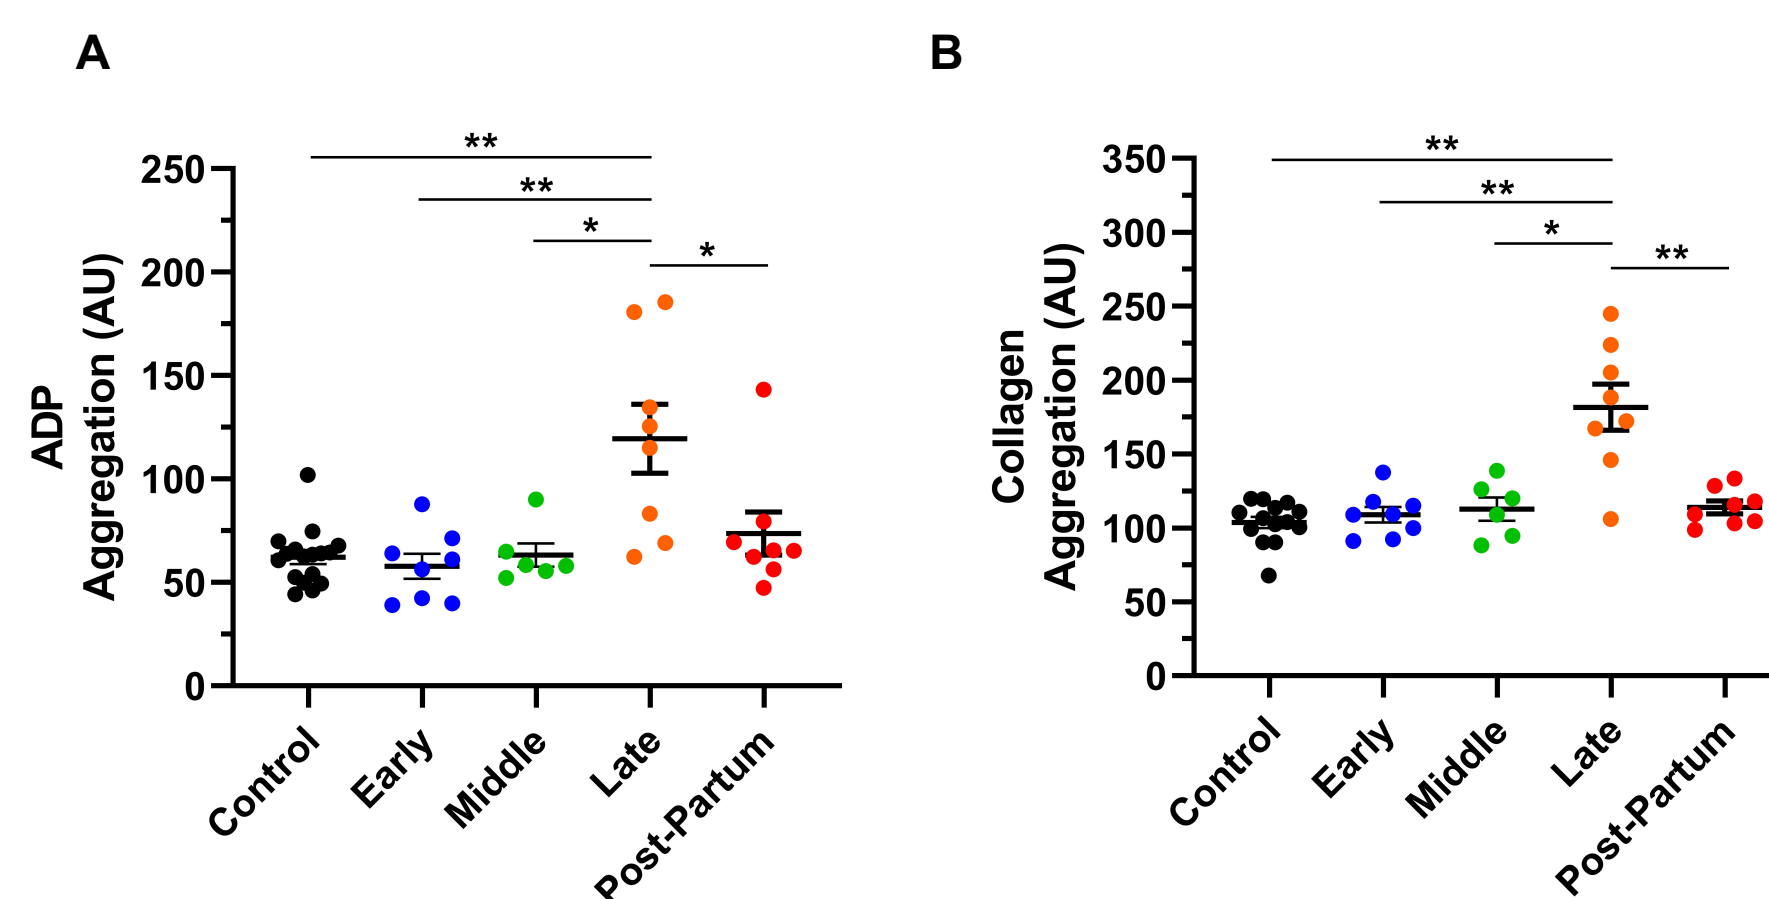 A
ADP
Aggregation (AU)
250
200
150
100
50
0
**
**
*
*
Control
Early
Middle
Late
Post-Partum
B
Collagen
Aggregation (AU)
350
300
250
200
150
100
50
0
**
**
*
**
Control
Early
Middle
Late
Post-Partum